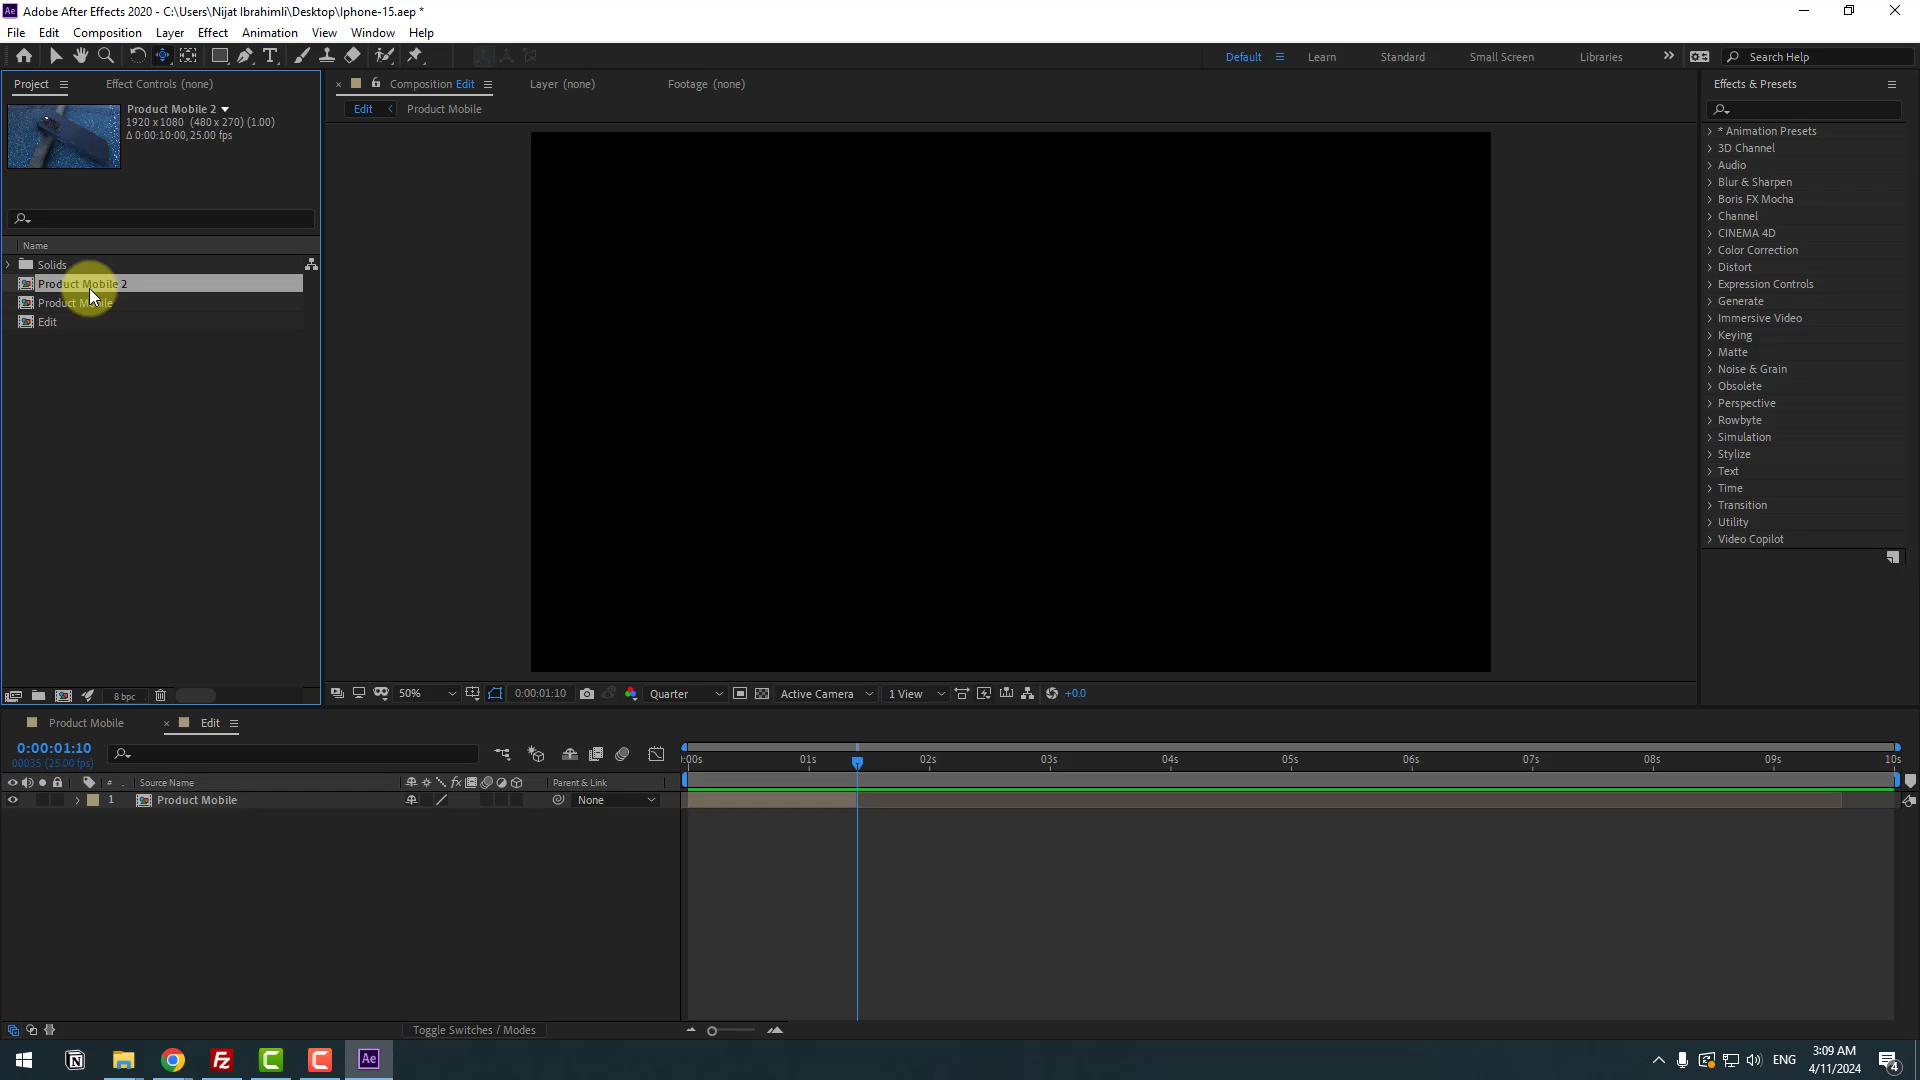 Adobe After Effects 2020 - C:\Users\Nijat Ibrahimli\Desktop\Iphone-15.aep *
File Edit Composition Layer Effect Animation View Window Help
Default Learn Standard Small Screen Libraries Search Help
Project Effect Controls (none)
Product Mobile 2
1920 x 1080 (480 x 270) (1.00)
Δ 0:00:10:00, 25.00 fps
Name
Solids
Product Mobile 2
Product Mobile
Edit
8 bpc
Composition Edit Layer (none) Footage (none)
Edit Product Mobile
50% 0:00:01:10 Quarter Active Camera 1 View +0.0
Effects & Presets
* Animation Presets
3D Channel
Audio
Blur & Sharpen
Boris FX Mocha
Channel
CINEMA 4D
Color Correction
Distort
Expression Controls
Generate
Immersive Video
Keying
Matte
Noise & Grain
Obsolete
Perspective
Rowbyte
Simulation
Stylize
Text
Time
Transition
Utility
Video Copilot
Product Mobile Edit
0:00:01:10
00035 (25.00 fps)
# . Source Name Parent & Link
1 Product Mobile None
:00s 01s 02s 03s 04s 05s 06s 07s 08s 09s 10s
Toggle Switches / Modes
ENG
3:09 AM
4/11/2024
4